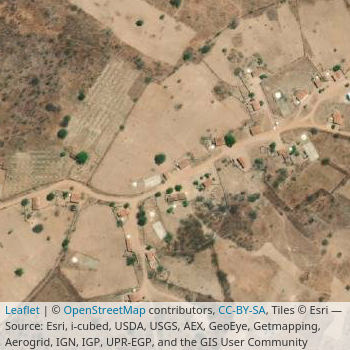 Leaflet | © OpenStreetMap contributors, CC-BY-SA, Tiles © Esri —
Source: Esri, i-cubed, USDA, USGS, AEX, GeoEye, Getmapping,
Aerogrid, IGN, IGP, UPR-EGP, and the GIS User Community